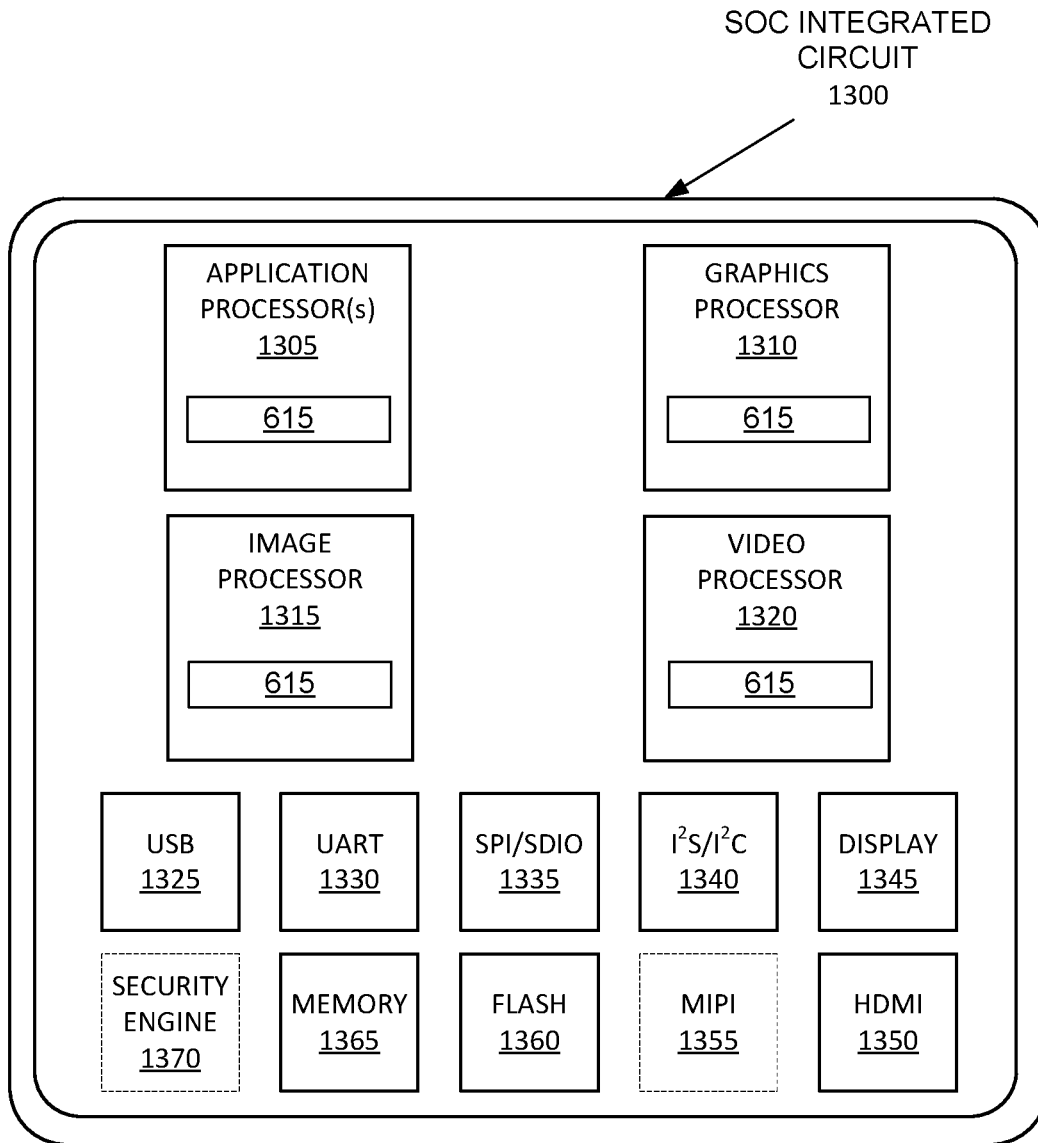 SOC INTEGRATED
CIRCUIT
1300
APPLICATION
PROCESSOR(s)
1305
615
GRAPHICS
PROCESSOR
1310
615
IMAGE
PROCESSOR
1315
615
VIDEO
PROCESSOR
1320
615
USB
1325
UART
1330
SPI/SDIO
1335
I²S/I²C
1340
DISPLAY
1345
SECURITY
ENGINE
1370
MEMORY
1365
FLASH
1360
MIPI
1355
HDMI
1350